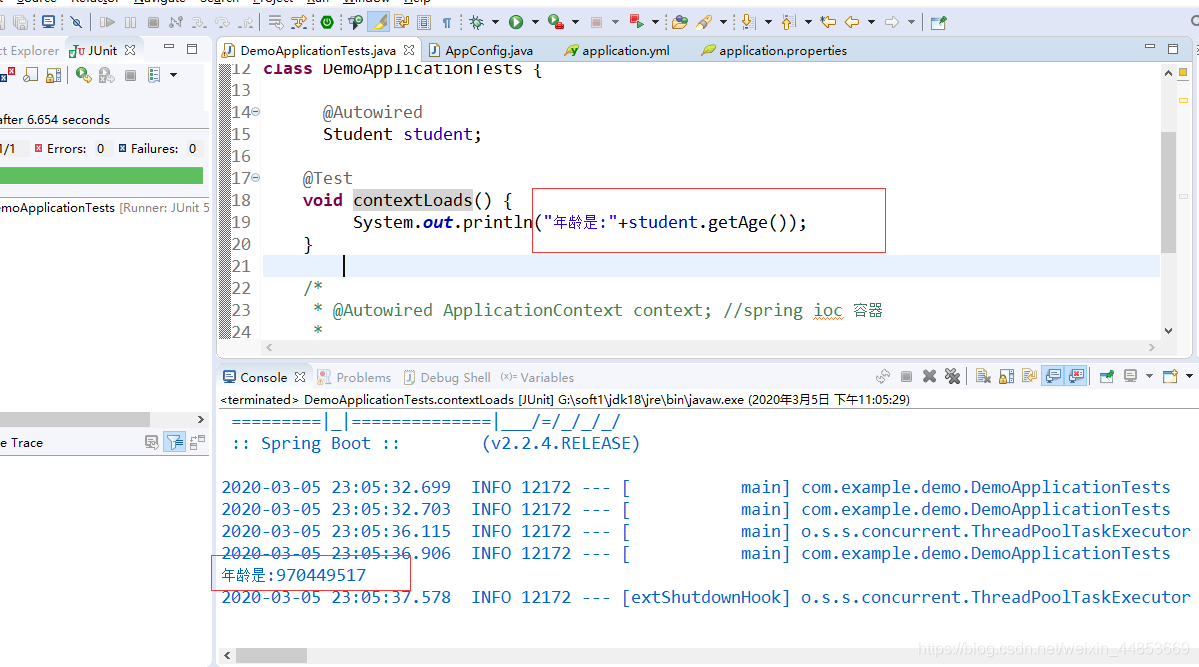 Source Refactor Navigate Search Project Run Window Help
ct Explorer JUnit
DemoApplicationTests.java AppConfig.java application.yml application.properties
after 6.654 seconds
1/1 Errors: 0 Failures: 0
emoApplicationTests [Runner: JUnit 5
12 class DemoApplicationTests {
13
14 @Autowired
15 Student student;
16
17 @Test
18 void contextLoads() {
19 System.out.println("年龄是:"+student.getAge());
20 }
21
22 /*
23 * @Autowired ApplicationContext context; //spring ioc 容器
24 *
e Trace
Console Problems Debug Shell (x)= Variables
<terminated> DemoApplicationTests.contextLoads [JUnit] G:\soft1\jdk18\jre\bin\javaw.exe (2020年3月5日 下午11:05:29)
=========|_|==============|___/=/_/_/_/
:: Spring Boot :: (v2.2.4.RELEASE)
2020-03-05 23:05:32.699 INFO 12172 --- [ main] com.example.demo.DemoApplicationTests
2020-03-05 23:05:32.703 INFO 12172 --- [ main] com.example.demo.DemoApplicationTests
2020-03-05 23:05:36.115 INFO 12172 --- [ main] o.s.s.concurrent.ThreadPoolTaskExecutor
2020-03-05 23:05:36.906 INFO 12172 --- [ main] com.example.demo.DemoApplicationTests
年龄是:970449517
2020-03-05 23:05:37.578 INFO 12172 --- [extShutdownHook] o.s.s.concurrent.ThreadPoolTaskExecutor
https://blog.csdn.net/weixin_44853669